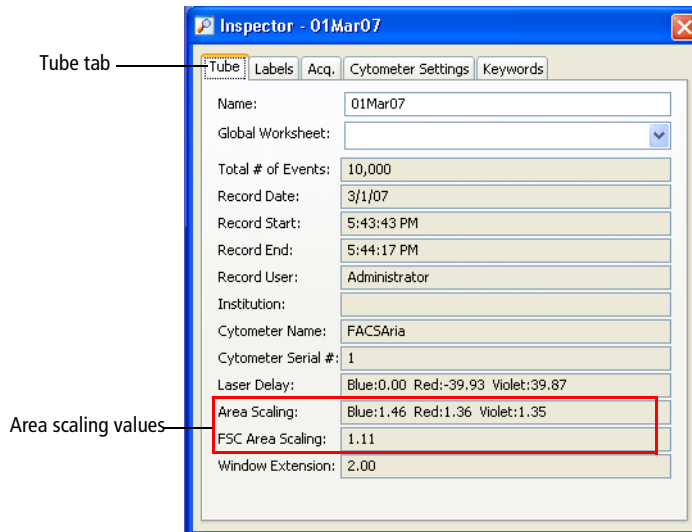 Inspector - 01Mar07
Tube tab
Tube Labels Acq. Cytometer Settings Keywords
Name: 01Mar07
Global Worksheet:
Total # of Events: 10,000
Record Date: 3/1/07
Record Start: 5:43:43 PM
Record End: 5:44:17 PM
Record User: Administrator
Institution:
Cytometer Name: FACSAria
Cytometer Serial #: 1
Laser Delay: Blue:0.00 Red:-39.93 Violet:39.87
Area Scaling: Blue:1.46 Red:1.36 Violet:1.35
Area scaling values
FSC Area Scaling: 1.11
Window Extension: 2.00